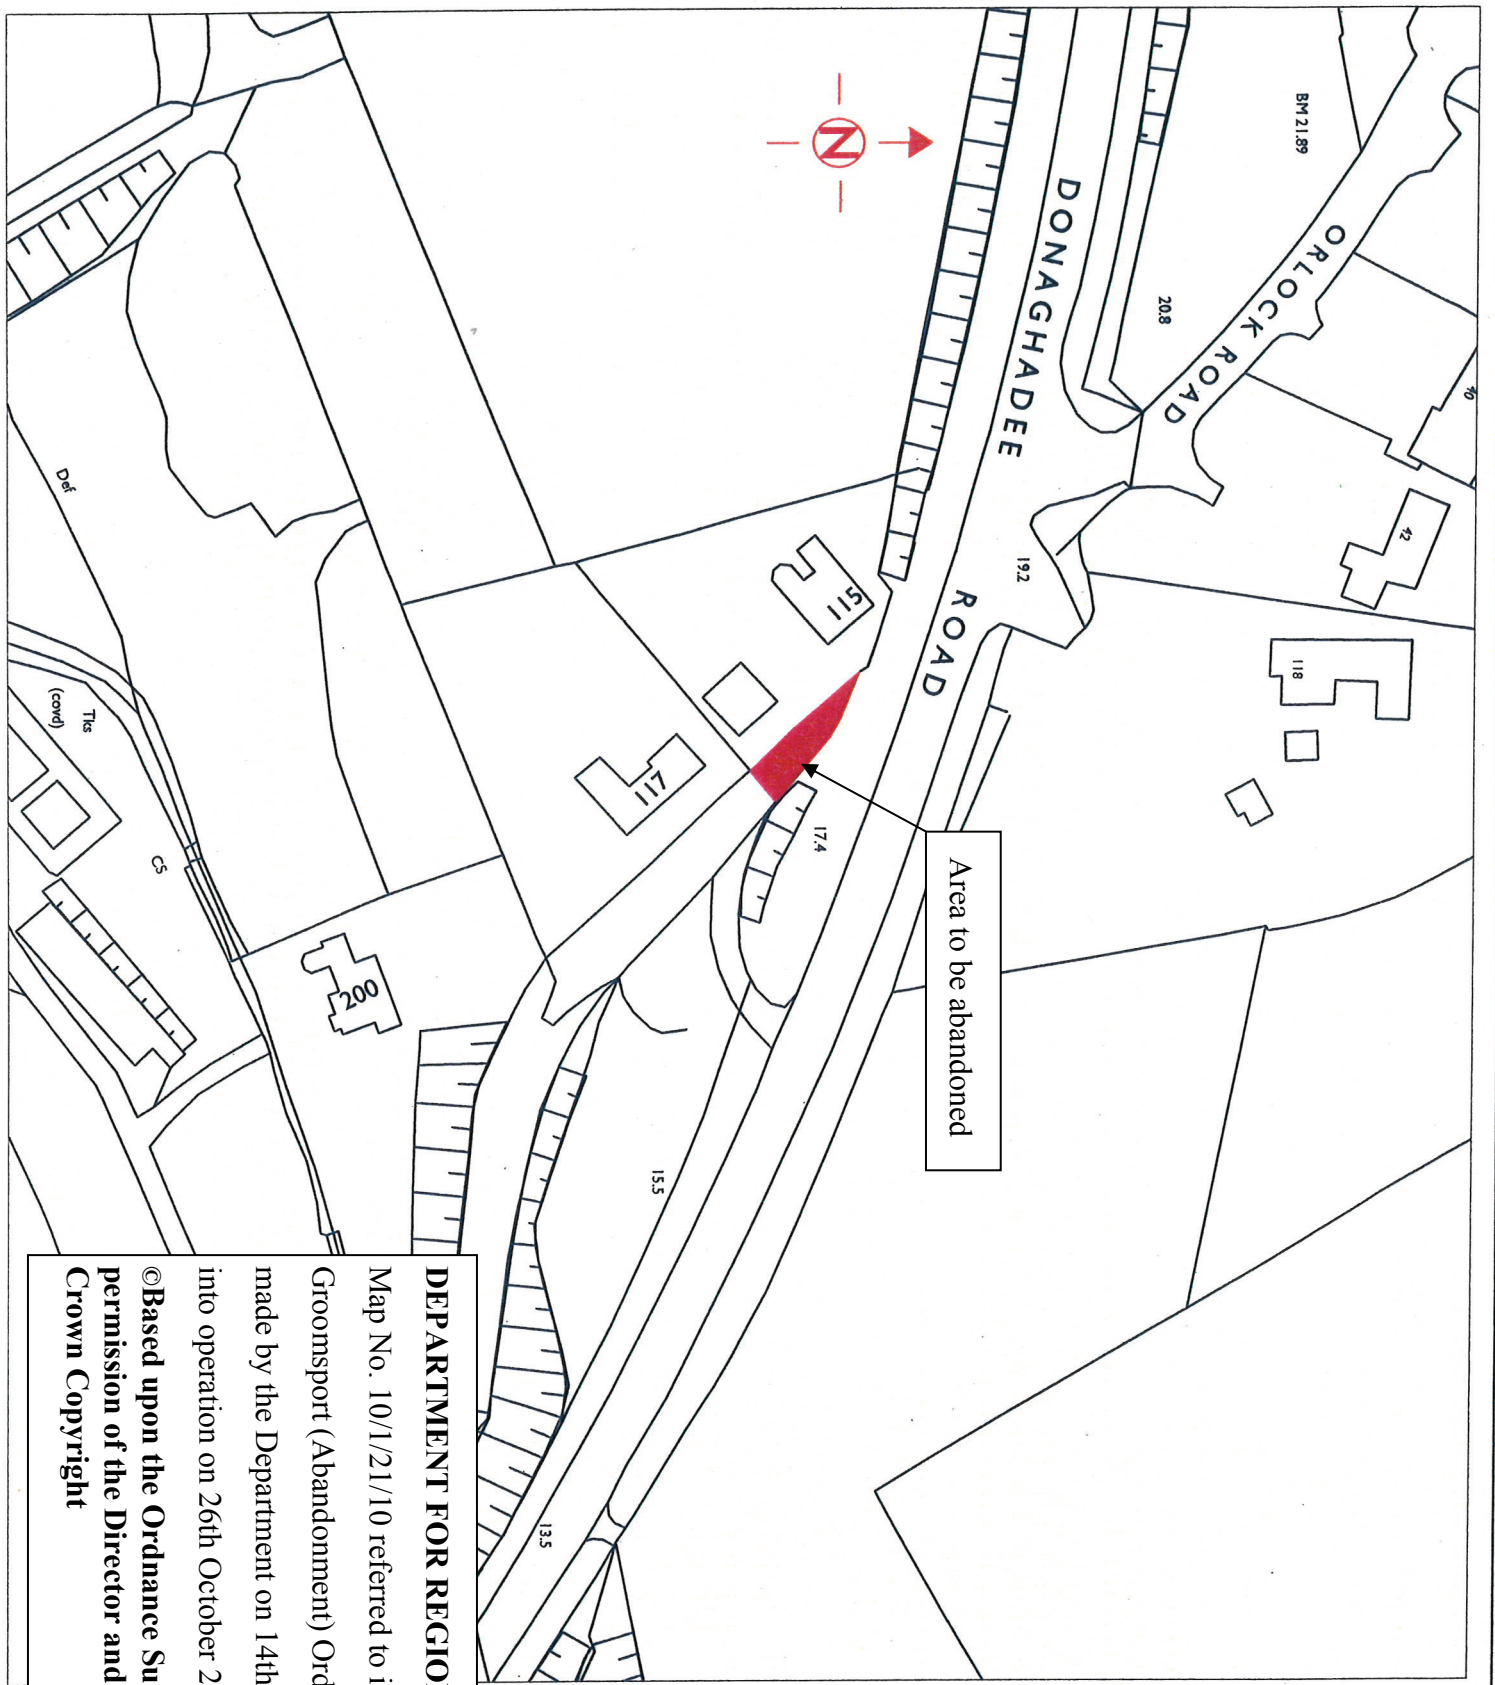 BM 21.89
ORLOCK ROAD
20.8
DONAGHADEE ROAD
N
40
42
19.2
118
115
117
17.4
Area to be abandoned
Def
Tks
(covd)
CS
200
15.5
13.5
DEPARTMENT FOR REGIO
Map No. 10/1/21/10 referred to i
Groomsport (Abandonment) Ord
made by the Department on 14th
into operation on 26th October 2
©Based upon the Ordnance Su
permission of the Director and
Crown Copyright